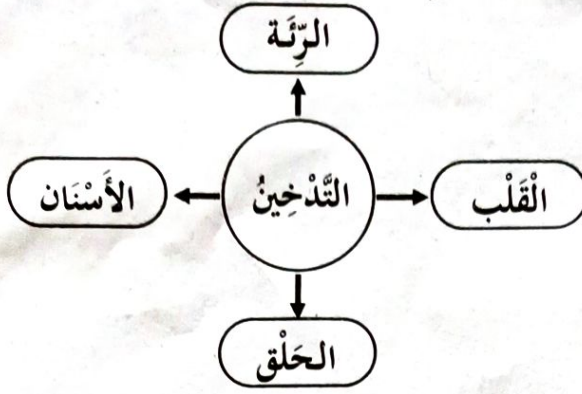 الرِّئَة
الْقَلْب
التَّدْخِينُ
الأَسْنَان
الحَلْق